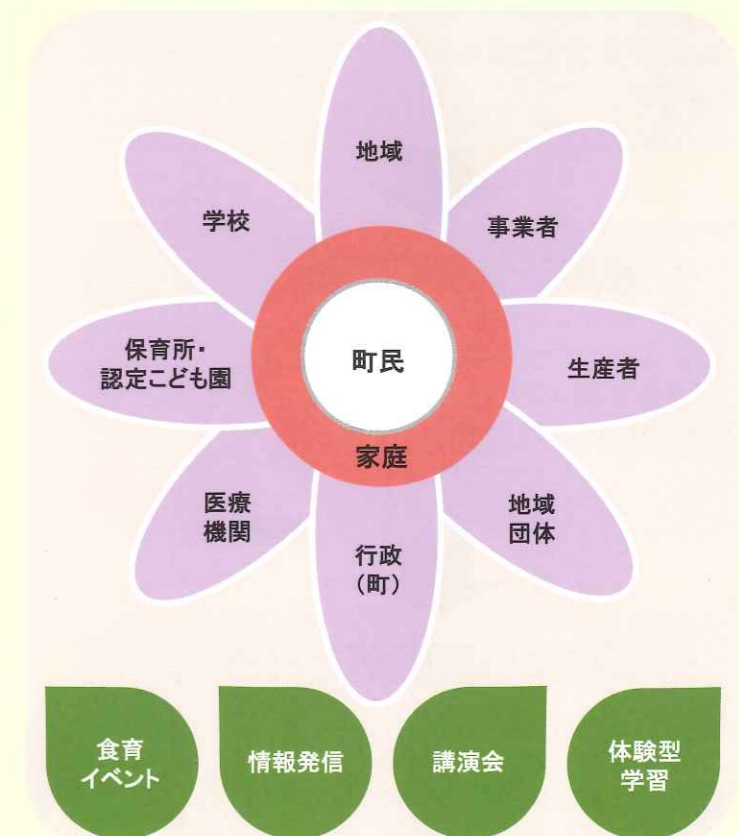 地域
学校
事業者
保育所・
認定こども園
町民
生産者
家庭
医療
機関
地域
団体
行政
（町）
食育
イベント
情報発信
講演会
体験型
学習